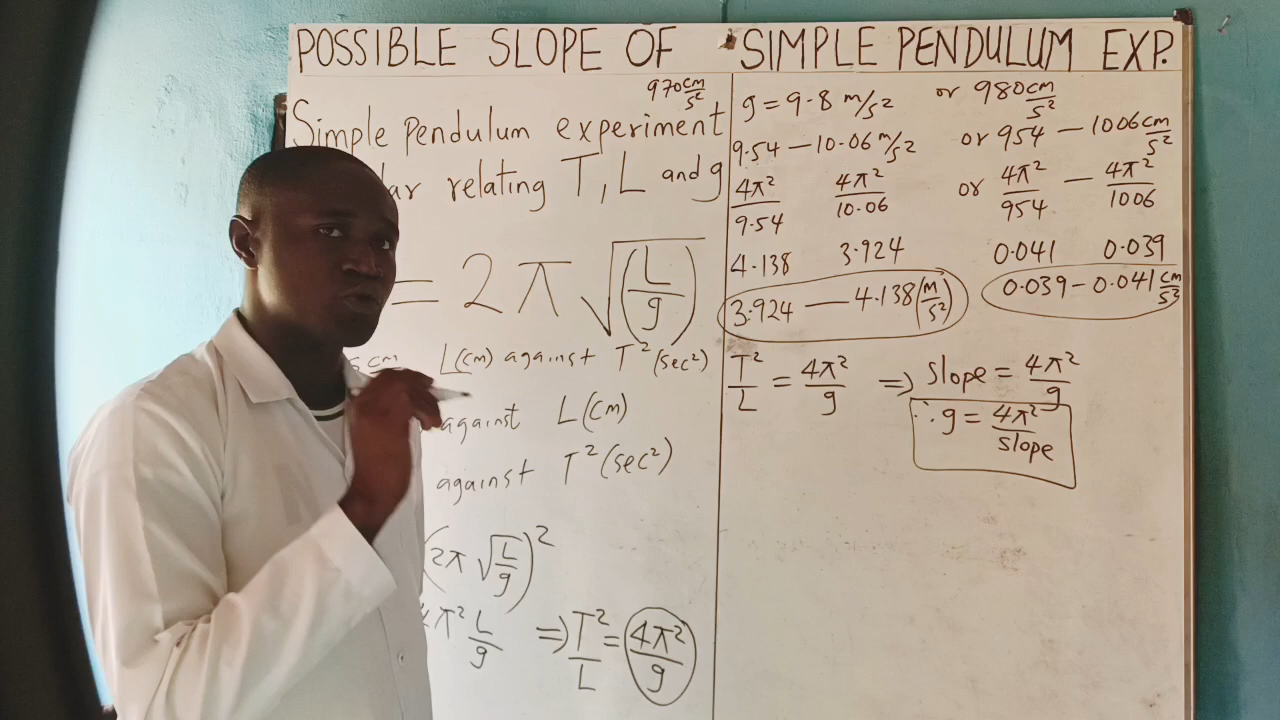 POSSIBLE SLOPE OF SIMPLE PENDULUM EXP.
970 cm/s²
Simple pendulum experiment
relating T, L and g
= 2π √(L/g)
L(cm) against T²(sec²)
against L(cm)
against T²(sec²)
(2π √(L/g))²
π² L/g ⇒ T²/L = 4π²/g
g = 9.8 m/s² or 980 cm/s²
9.54 — 10.06 m/s² or 954 — 1006 cm/s²
4π²/9.54 4π²/10.06 or 4π²/954 — 4π²/1006
4.138 3.924 0.041 0.039
3.924 — 4.138 (m/s²) 0.039 – 0.041 cm/s²
T²/L = 4π²/g ⇒ slope = 4π²/g
∴ g = 4π²/slope